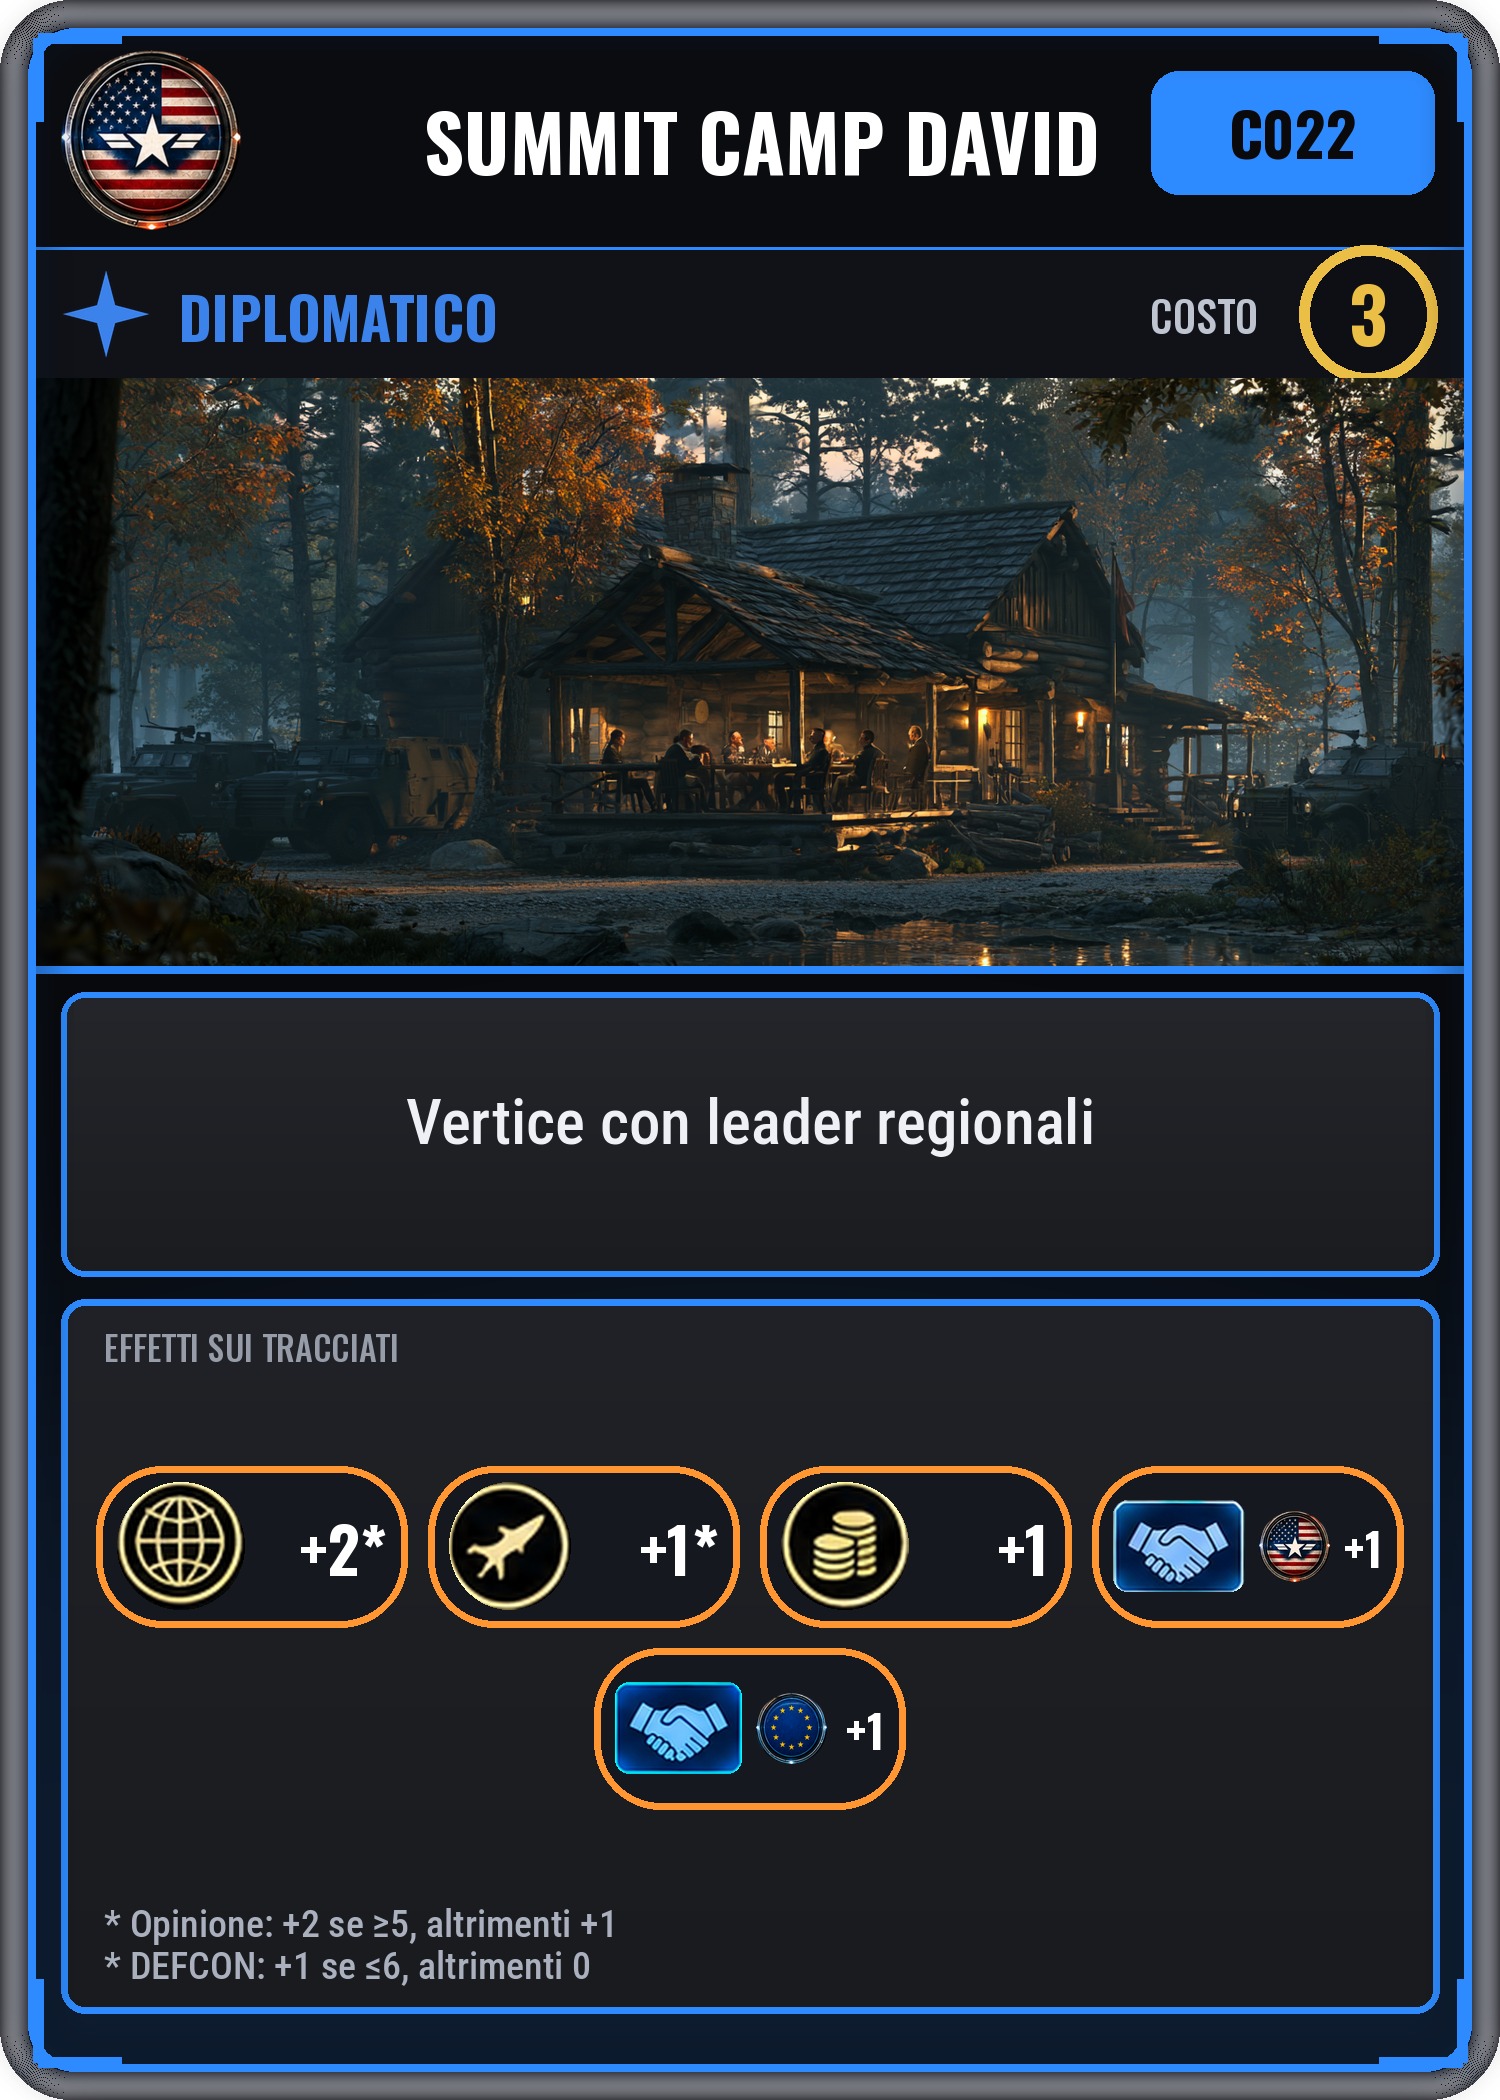 SUMMIT CAMP DAVID
C022
DIPLOMATICO
COSTO
3
Vertice con leader regionali
EFFETTI SUI TRACCIATI
+2*
+1*
+1
+1
+1
* Opinione: +2 se ≥5, altrimenti +1
* DEFCON: +1 se ≤6, altrimenti 0